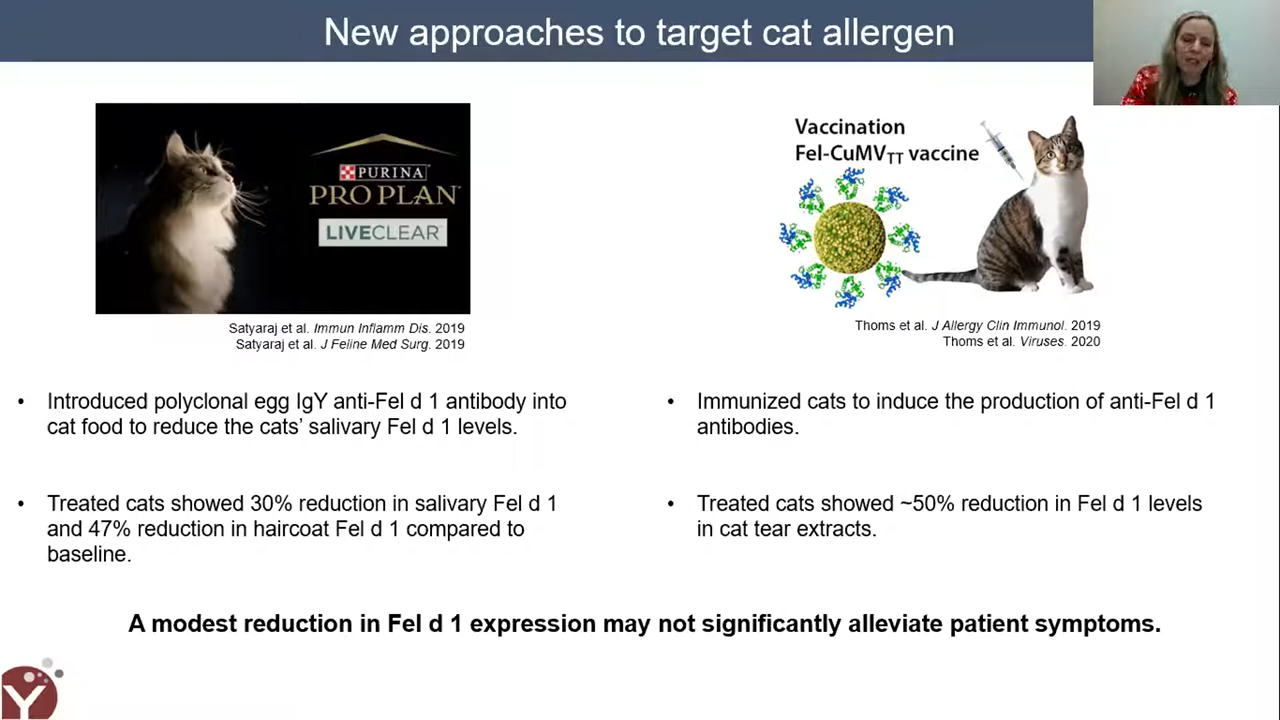 New approaches to target cat allergen
PURINA
PRO PLAN
LIVECLEAR
Satyaraj et al. Immun Inflamm Dis. 2019
Satyaraj et al. J Feline Med Surg. 2019
• Introduced polyclonal egg IgY anti-Fel d 1 antibody into
cat food to reduce the cats' salivary Fel d 1 levels.
• Treated cats showed 30% reduction in salivary Fel d 1
and 47% reduction in haircoat Fel d 1 compared to
baseline.
Vaccination
Fel-CuMVTT vaccine
Thoms et al. J Allergy Clin Immunol. 2019
Thoms et al. Viruses. 2020
• Immunized cats to induce the production of anti-Fel d 1
antibodies.
• Treated cats showed ~50% reduction in Fel d 1 levels
in cat tear extracts.
A modest reduction in Fel d 1 expression may not significantly alleviate patient symptoms.
Y